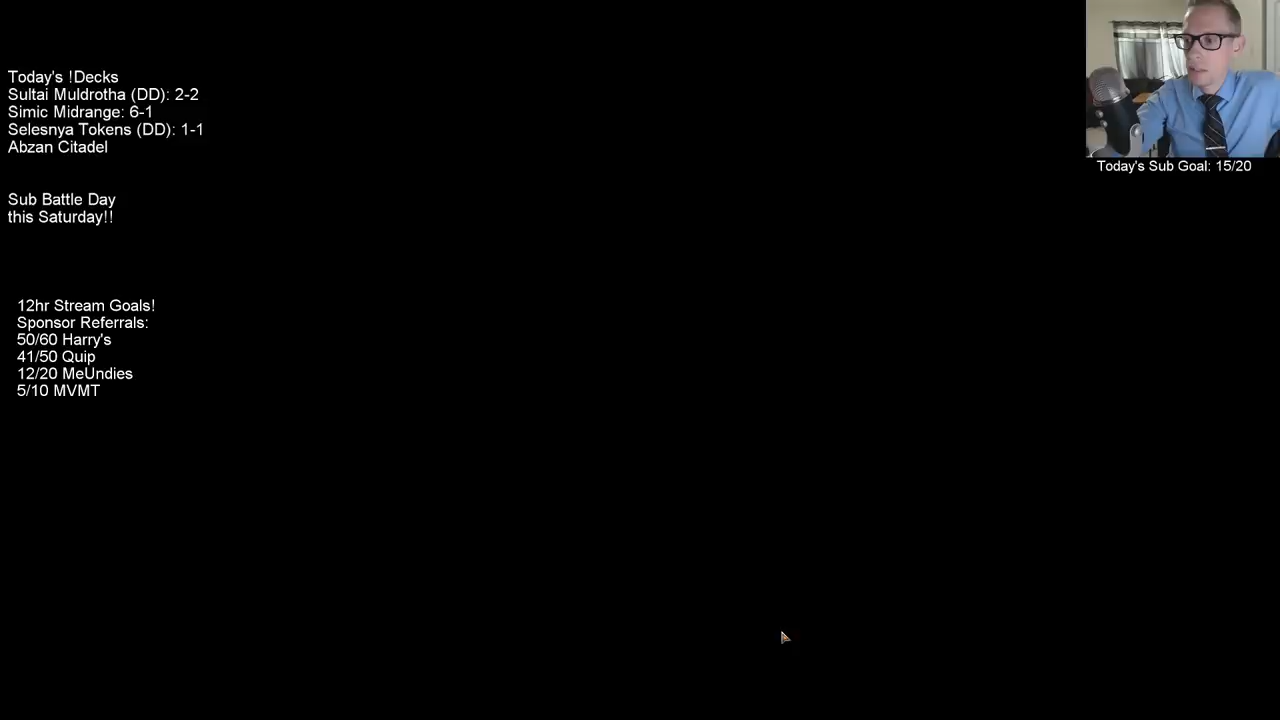 Today's !Decks
Sultai Muldrotha (DD): 2-2
Simic Midrange: 6-1
Selesnya Tokens (DD): 1-1
Abzan Citadel
Sub Battle Day
this Saturday!!
12hr Stream Goals!
Sponsor Referrals:
50/60 Harry's
41/50 Quip
12/20 MeUndies
5/10 MVMT
Today's Sub Goal: 15/20